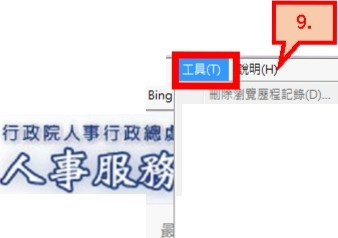 9.
工具(T) 說明(H)
Bing 刪除瀏覽歷程記錄(D)...
行政院人事行政總處
人事服務
最